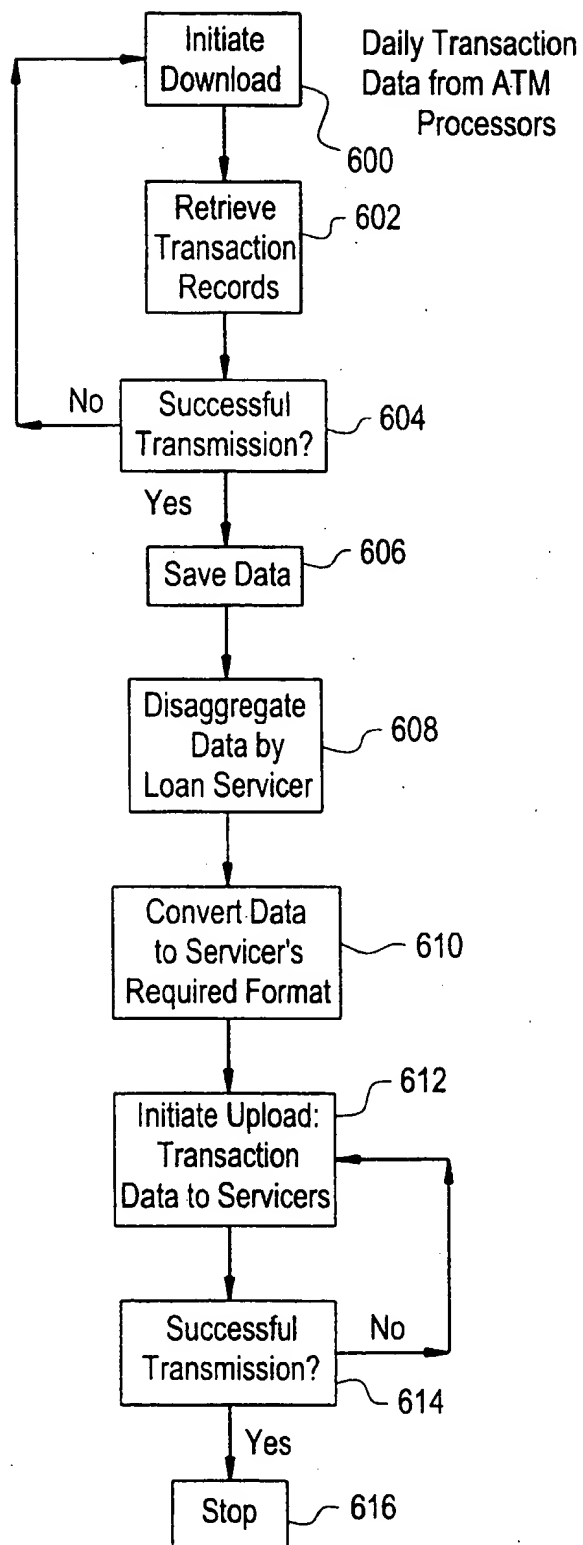 Initiate
Download
Daily Transaction
Data from ATM
Processors
600
Retrieve
Transaction
Records
602
No
Successful
Transmission?
604
Yes
606
Save Data
Disaggregate
Data by
Loan Servicer
608
Convert Data
to Servicer's
Required Format
610
612
Initiate Upload:
Transaction
Data to Servicers
Successful
Transmission?
No
614
Yes
Stop
616